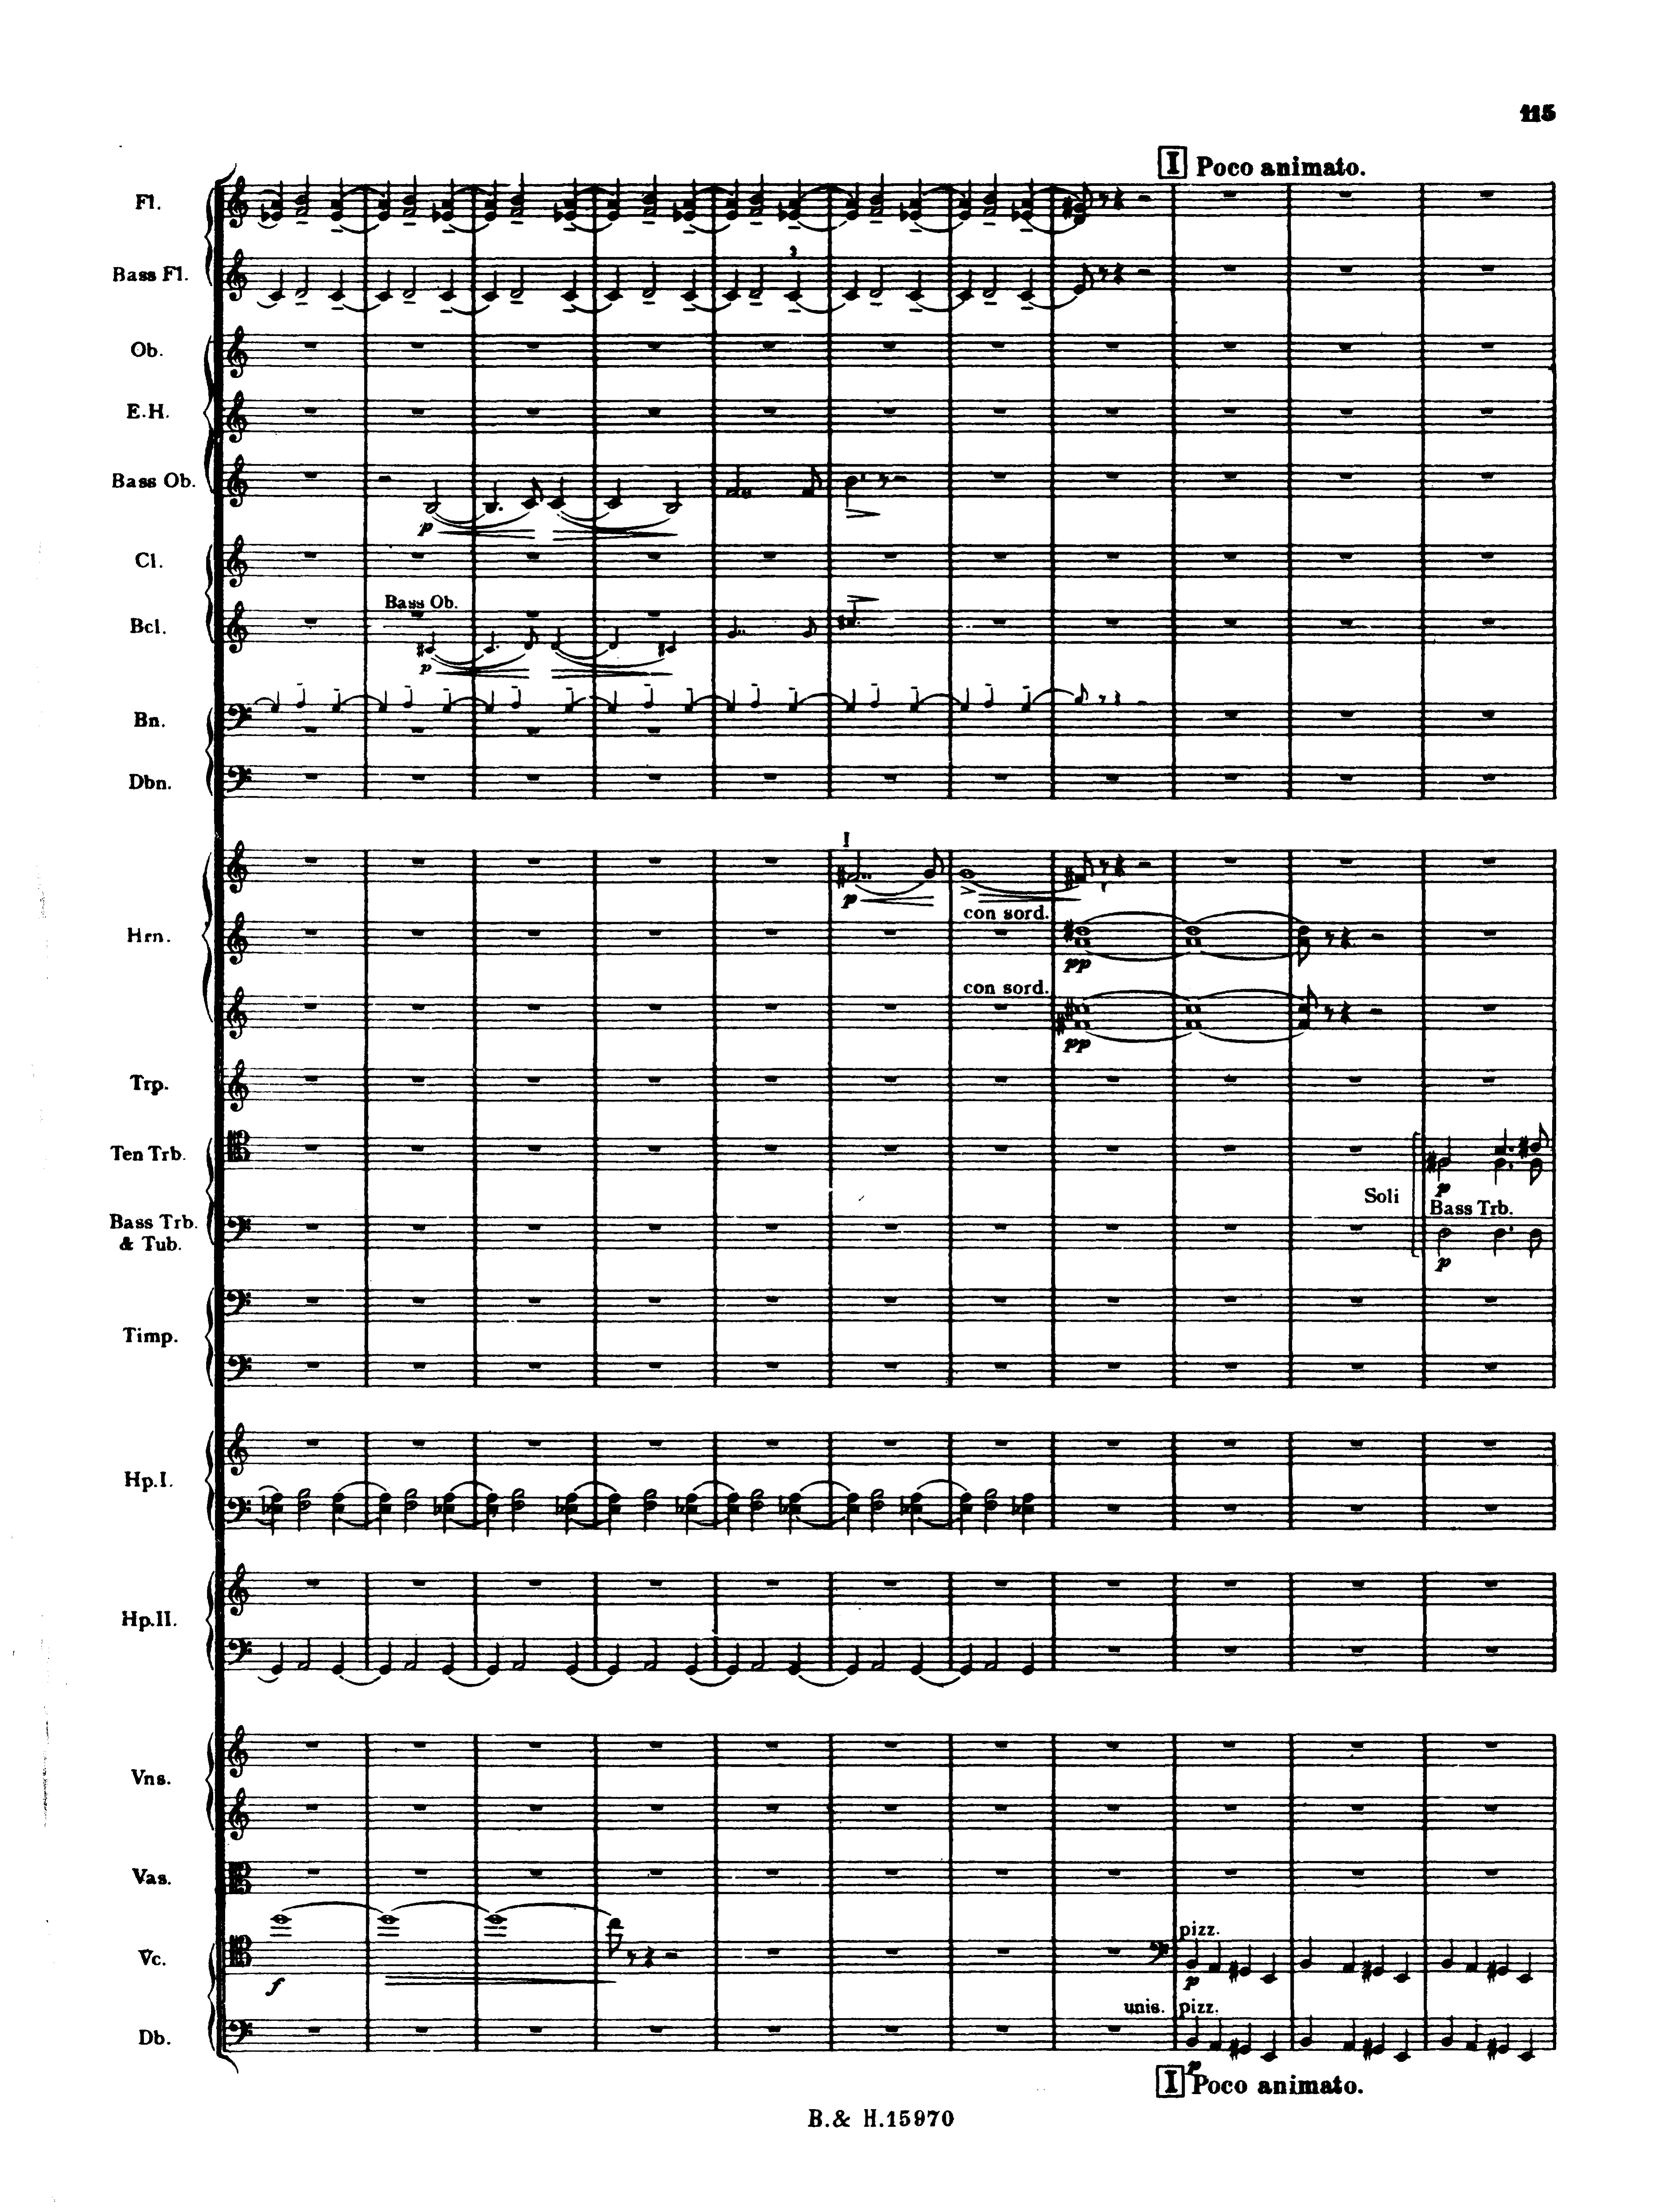 115
I Poco animato.
Fl.
Bass Fl.
Ob.
E.H.
Bass Ob.
p
Cl.
Bass Ob.
Bcl.
p
Bn.
Dbn.
I
p
con sord.
Hrn.
pp
con sord.
pp
Trp.
Ten Trb.
p
Soli
Bass Trb.
Bass Trb.
& Tub.
p
Timp.
Hp.I.
Hp.II.
Vns.
Vas.
pizz.
Vc.
f
p
unis. pizz.
Db.
p
I Poco animato.
B.& H.15970